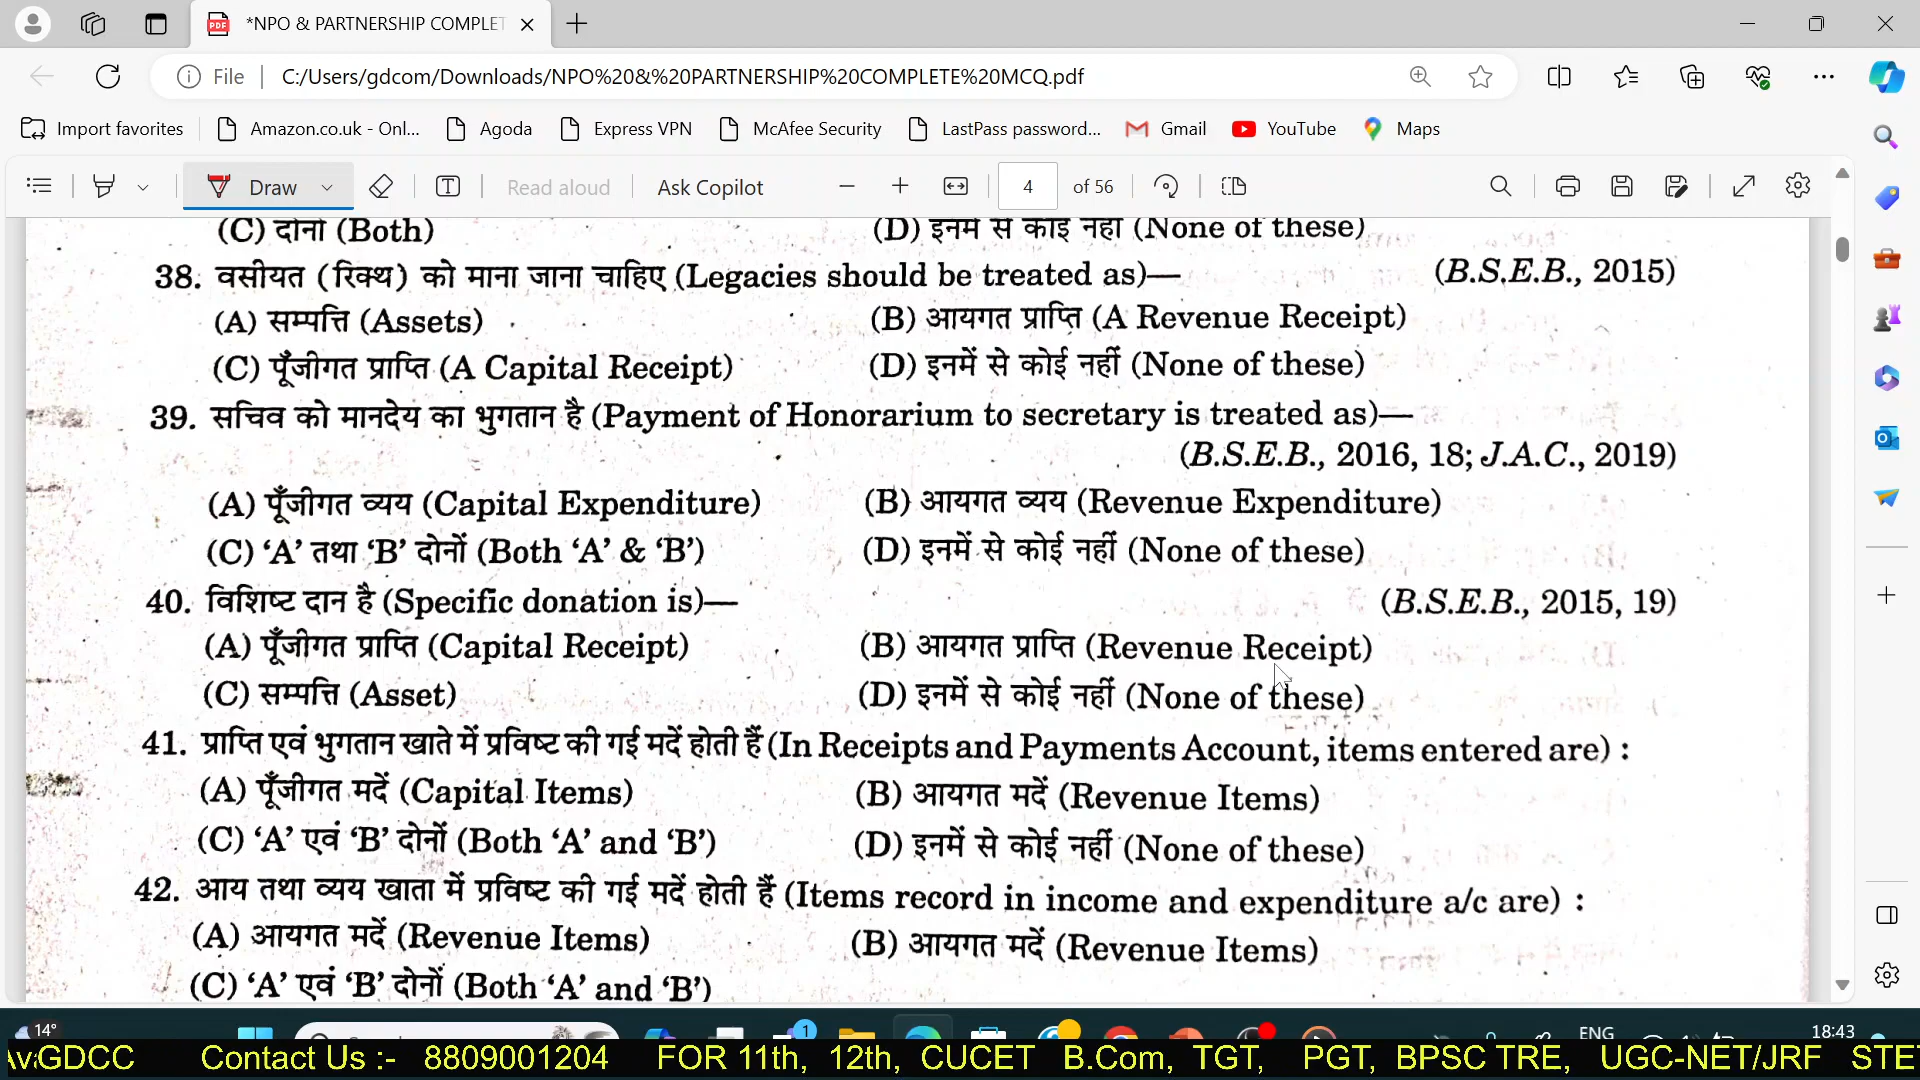 *NPO & PARTNERSHIP COMPLET
File
C:/Users/gdcom/Downloads/NPO%20&%20PARTNERSHIP%20COMPLETE%20MCQ.pdf
Import favorites
Amazon.co.uk - Onl...
Agoda
Express VPN
McAfee Security
LastPass password...
Gmail
YouTube
Maps
Draw
Read aloud
Ask Copilot
4 of 56
(C) दोनों (Both)
(D) इनमें से कोई नहीं (None of these)
38. वसीयत (रिक्थ) को माना जाना चाहिए (Legacies should be treated as)— (B.S.E.B., 2015)
(A) सम्पत्ति (Assets) (B) आयगत प्राप्ति (A Revenue Receipt)
(C) पूँजीगत प्राप्ति (A Capital Receipt) (D) इनमें से कोई नहीं (None of these)
39. सचिव को मानदेय का भुगतान है (Payment of Honorarium to secretary is treated as)—
(B.S.E.B., 2016, 18; J.A.C., 2019)
(A) पूँजीगत व्यय (Capital Expenditure) (B) आयगत व्यय (Revenue Expenditure)
(C) ‘A’ तथा ‘B’ दोनों (Both ‘A’ & ‘B’) (D) इनमें से कोई नहीं (None of these)
40. विशिष्ट दान है (Specific donation is)— (B.S.E.B., 2015, 19)
(A) पूँजीगत प्राप्ति (Capital Receipt) (B) आयगत प्राप्ति (Revenue Receipt)
(C) सम्पत्ति (Asset) (D) इनमें से कोई नहीं (None of these)
41. प्राप्ति एवं भुगतान खाते में प्रविष्ट की गई मदें होती हैं (In Receipts and Payments Account, items entered are) :
(A) पूँजीगत मदें (Capital Items) (B) आयगत मदें (Revenue Items)
(C) ‘A’ एवं ‘B’ दोनों (Both ‘A’ and ‘B’) (D) इनमें से कोई नहीं (None of these)
42. आय तथा व्यय खाता में प्रविष्ट की गई मदें होती हैं (Items record in income and expenditure a/c are) :
(A) आयगत मदें (Revenue Items) (B) आयगत मदें (Revenue Items)
(C) ‘A’ एवं ‘B’ दोनों (Both ‘A’ and ‘B’)
14°
1
ENG
18:43
GDCC Contact Us :- 8809001204 FOR 11th, 12th, CUCET B.Com, TGT, PGT, BPSC TRE, UGC-NET/JRF STE